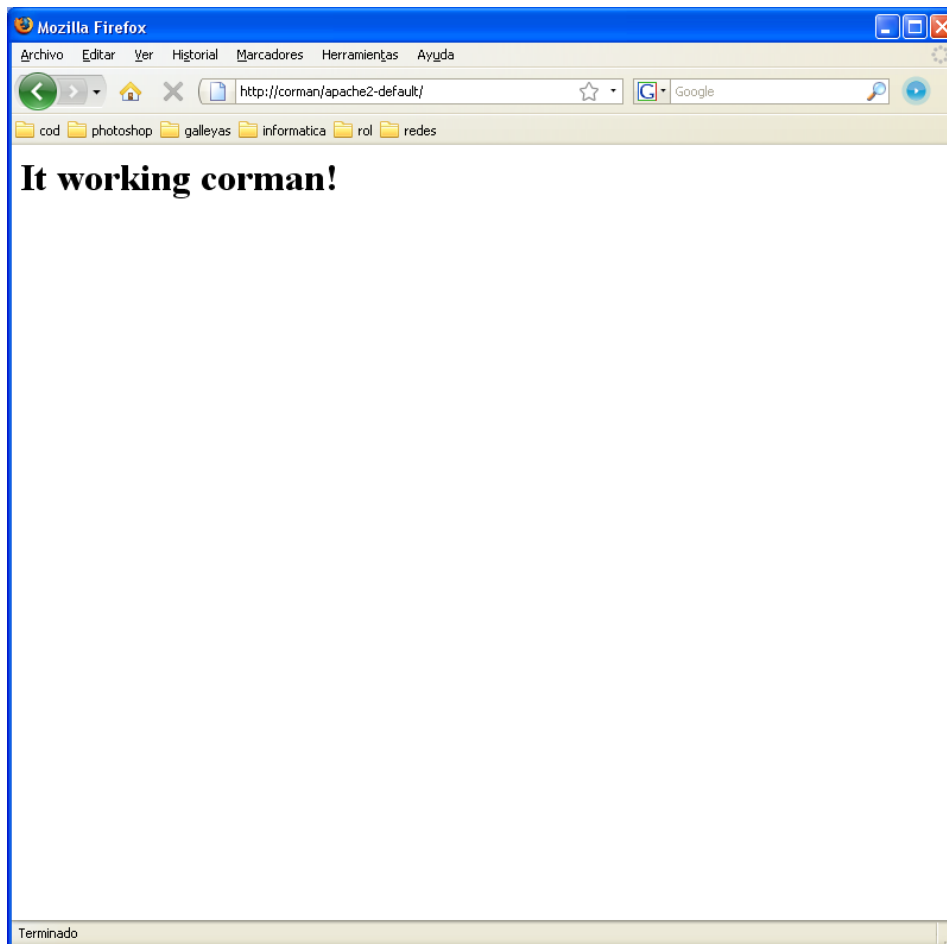 Mozilla Firefox
Archivo Editar Ver Historial Marcadores Herramientas Ayuda
http://corman/apache2-default/ G Google
cod photoshop galleyas informatica rol redes
It working corman!
Terminado